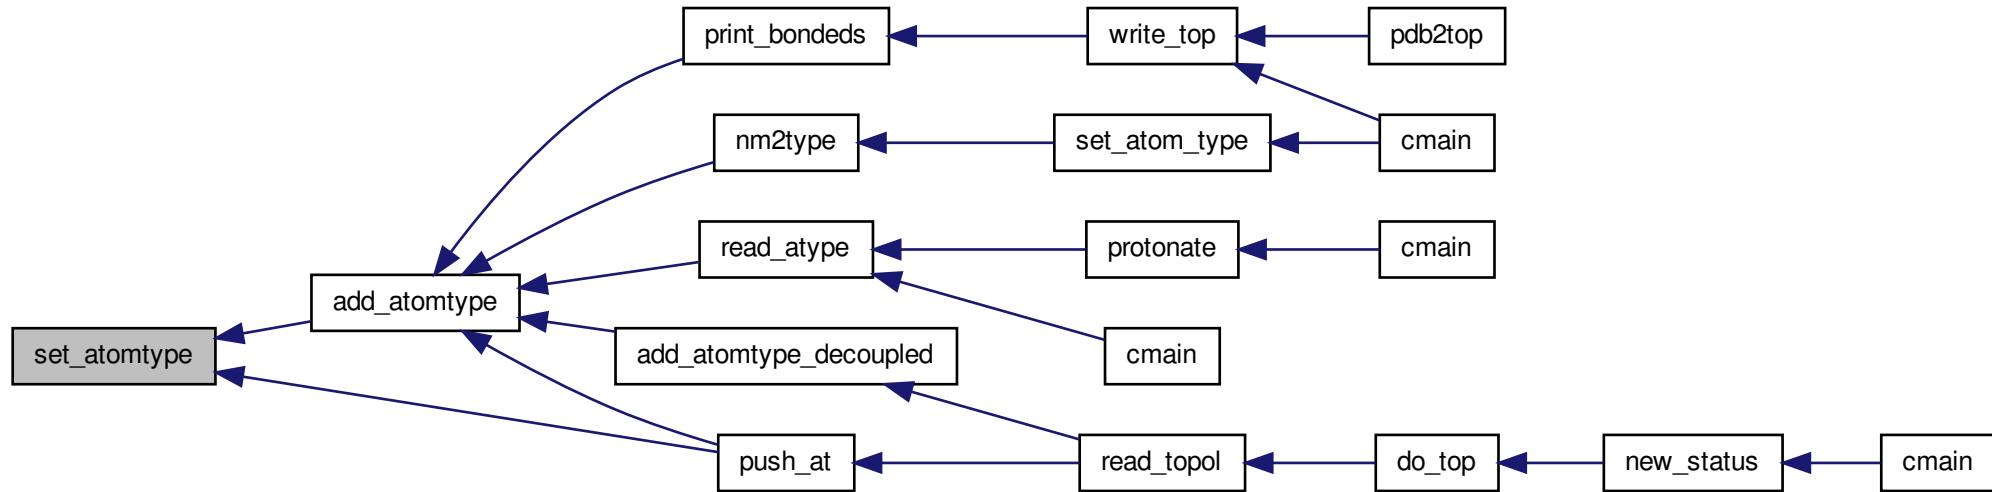 print_bondeds
write_top
pdb2top
nm2type
set_atom_type
cmain
read_atype
protonate
cmain
add_atomtype
set_atomtype
add_atomtype_decoupled
cmain
push_at
read_topol
do_top
new_status
cmain